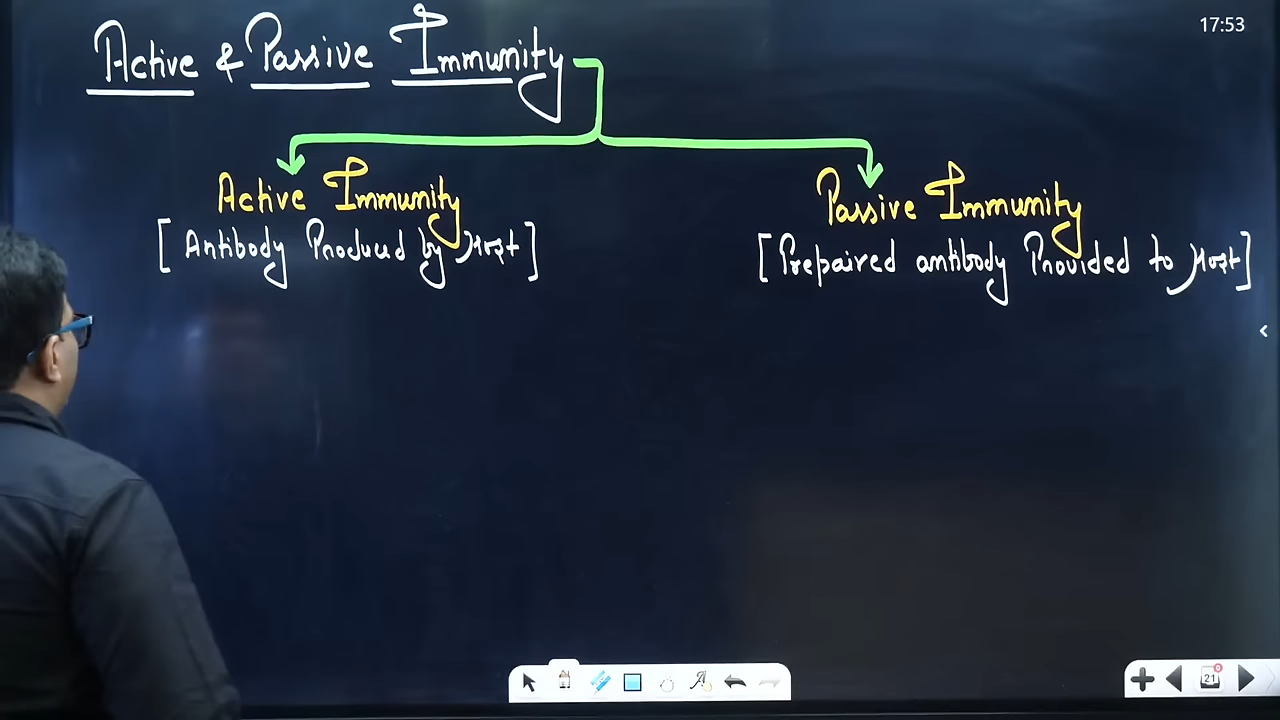 17:53
Active & Passive Immunity
Active Immunity
[Antibody Produced by Host]
Passive Immunity
[Prepaired antibody Provided to Host]
21